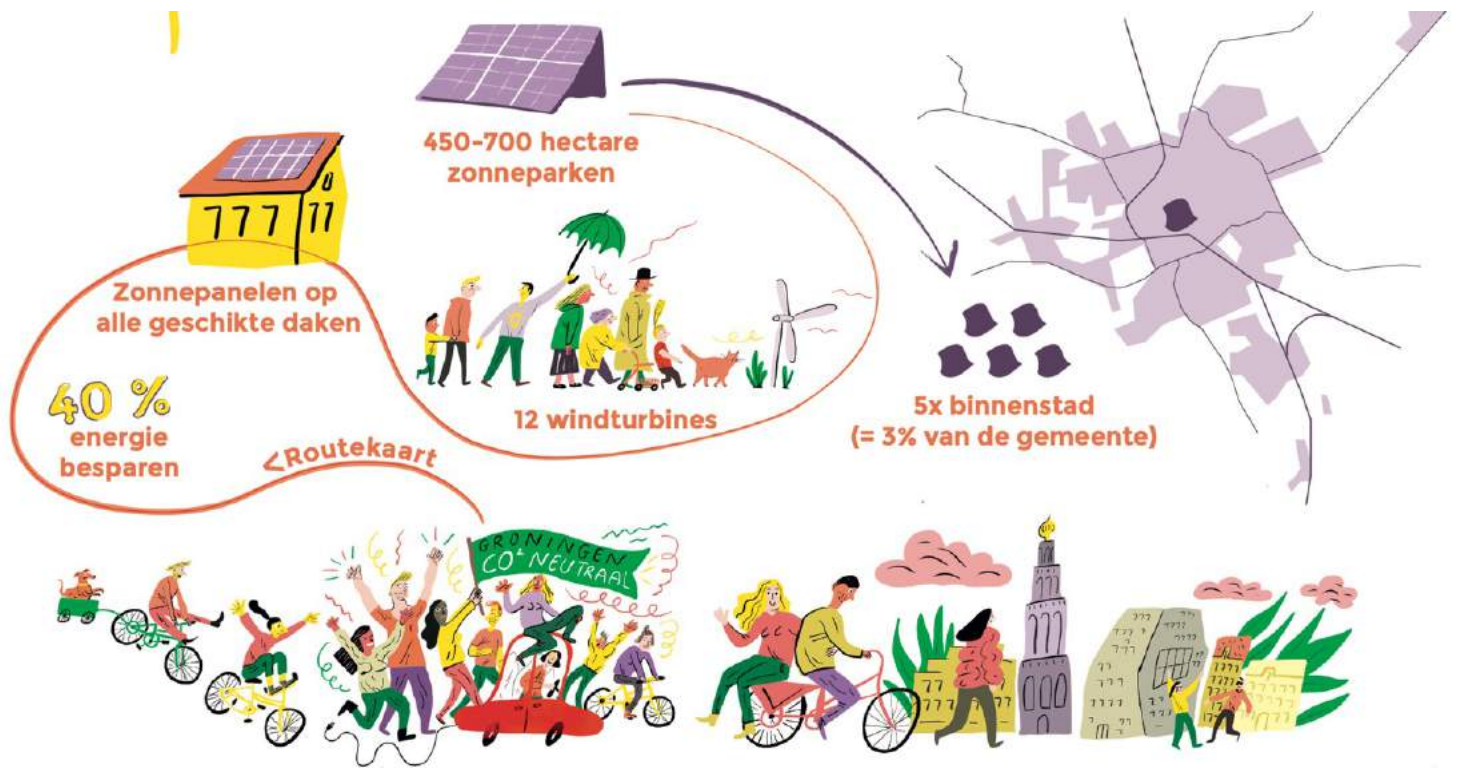 450-700 hectare
zonneparken
Zonnepanelen op
alle geschikte daken
40 %
energie
besparen
<Routekaart
12 windturbines
5x binnenstad
(= 3% van de gemeente)
GRONINGEN
CO² NEUTRAAL